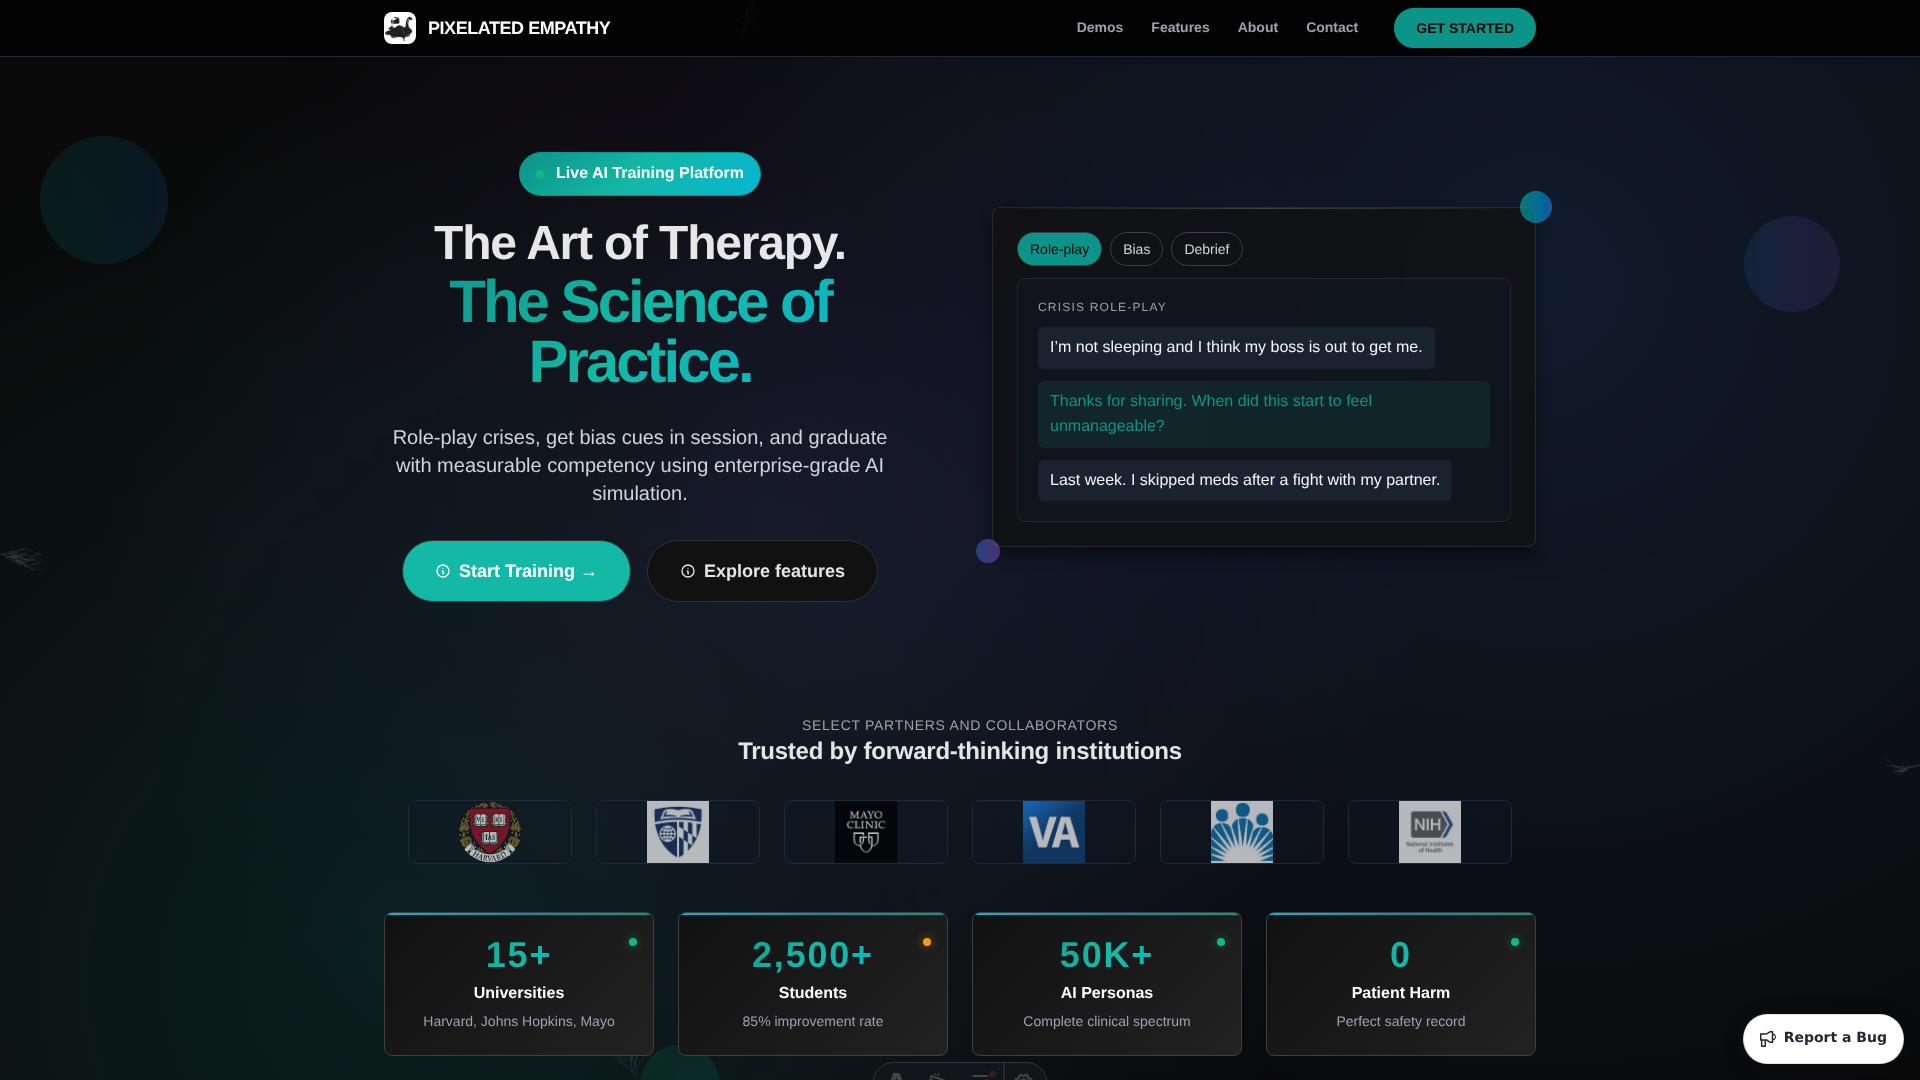 PIXELATED EMPATHY
Demos
Features
About
Contact
GET STARTED
Live AI Training Platform
The Art of Therapy.
The Science of
Practice.
Role-play crises, get bias cues in session, and graduate
with measurable competency using enterprise-grade AI
simulation.
Start Training →
Explore features
Role-play
Bias
Debrief
CRISIS ROLE-PLAY
I’m not sleeping and I think my boss is out to get me.
Thanks for sharing. When did this start to feel
unmanageable?
Last week. I skipped meds after a fight with my partner.
SELECT PARTNERS AND COLLABORATORS
Trusted by forward-thinking institutions
VE
RI
TAS
HARVARD
MAYO
CLINIC
VA
NIH
National Institutes
of Health
15+
Universities
Harvard, Johns Hopkins, Mayo
2,500+
Students
85% improvement rate
50K+
AI Personas
Complete clinical spectrum
0
Patient Harm
Perfect safety record
Report a Bug